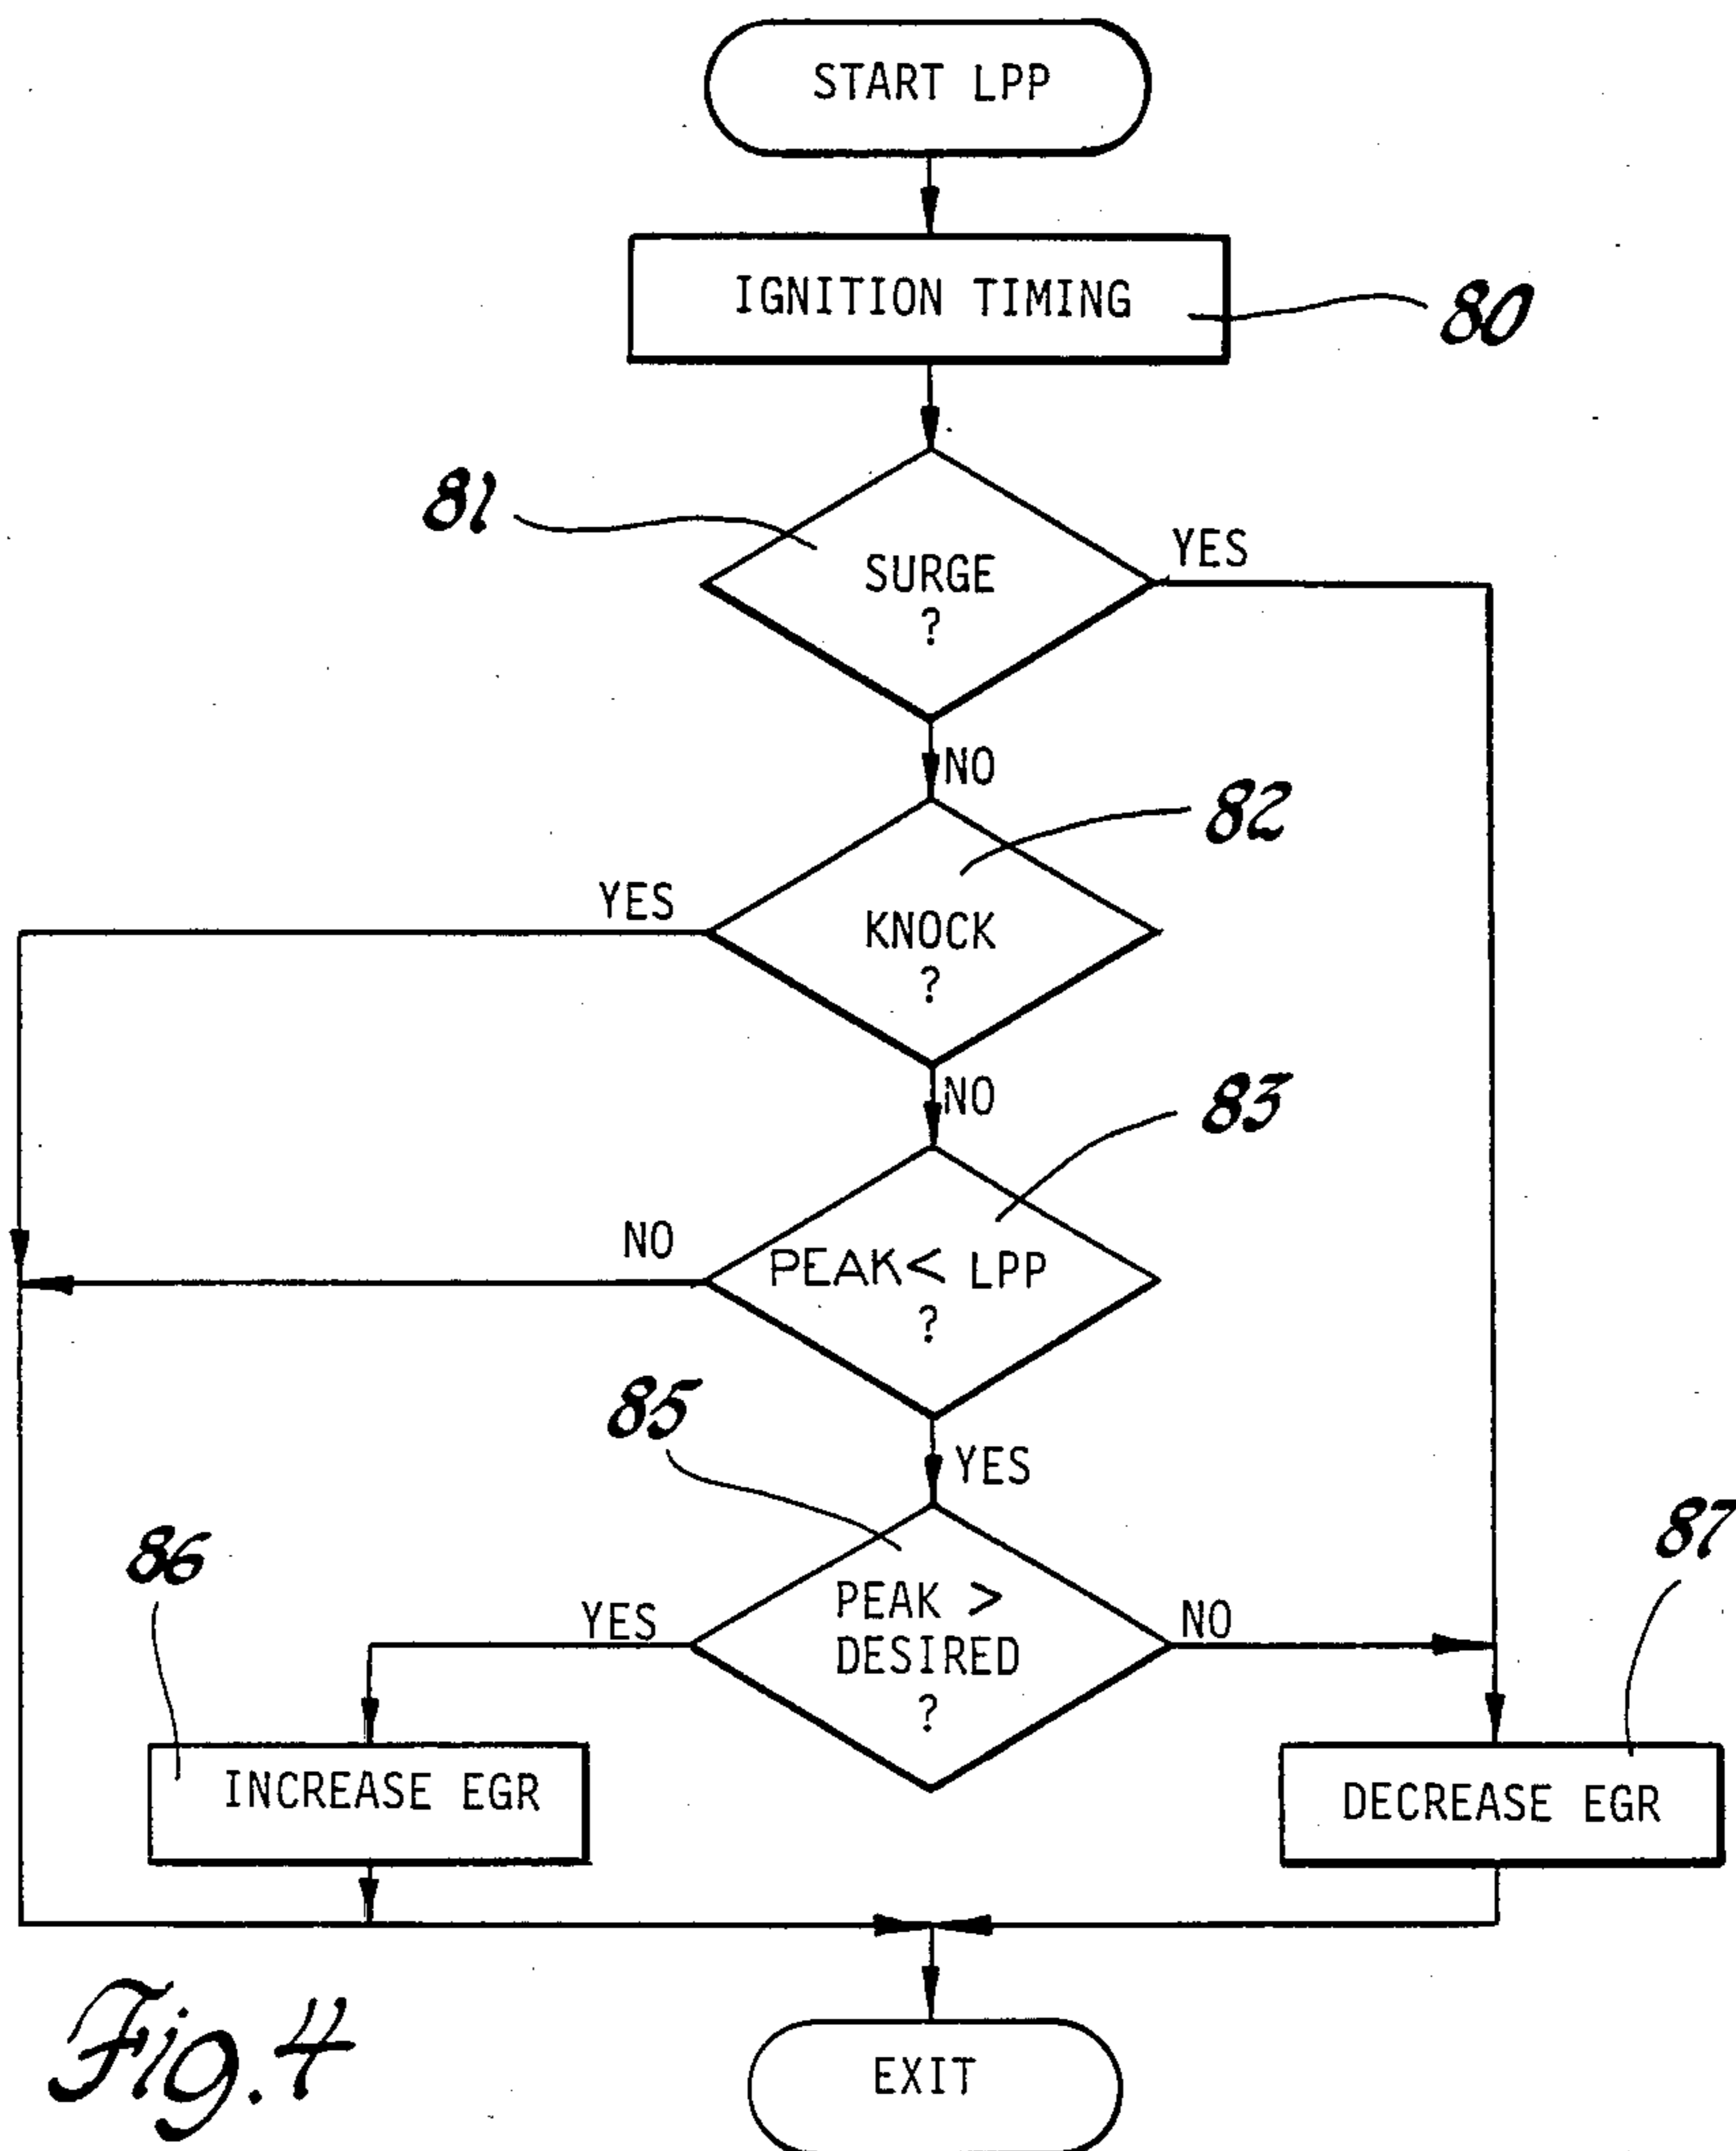 START LPP
IGNITION TIMING
80
81
SURGE
?
YES
NO
82
YES
KNOCK
?
NO
83
NO
PEAK< LPP
?
85
YES
86
87
YES
PEAK >
DESIRED
?
NO
INCREASE EGR
DECREASE EGR
EXIT
Fig. 4